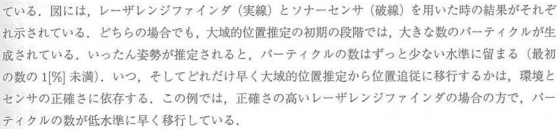 ている．図には，レーザレンジファインダ（実線）とソナーセンサ（破線）を用いた時の結果がそれぞ
れ示されている．どちらの場合でも，大域的位置推定の初期の段階では，大きな数のパーティクルが生
成されている．いったん姿勢が推定されると，パーティクルの数はずっと少ない水準に留まる（最初
の数の1[%]未満）．いつ，そしてどれだけ早く大域的位置推定から位置追従に移行するかは，環境と
センサの正確さに依存する．この例では，正確さの高いレーザレンジファインダの場合の方で，パー
ティクルの数が低水準に早く移行している．